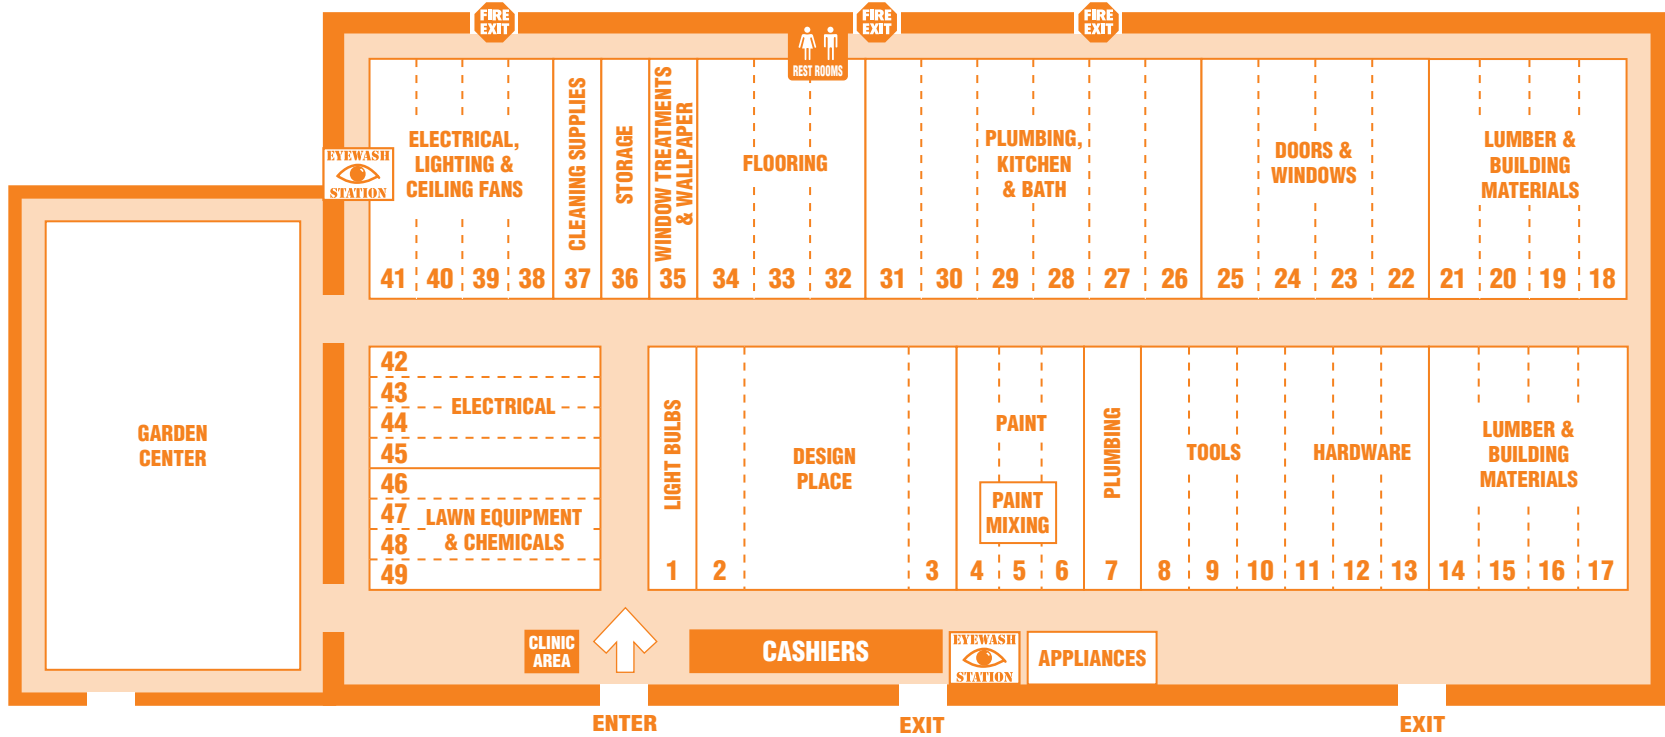 FIRE
EXIT
FIRE
EXIT
FIRE
EXIT
REST ROOMS
EYEWASH
STATION
ELECTRICAL,
LIGHTING &
CEILING FANS
CLEANING SUPPLIES
STORAGE
WINDOW TREATMENTS
& WALLPAPER
FLOORING
PLUMBING,
KITCHEN
& BATH
DOORS &
WINDOWS
LUMBER &
BUILDING
MATERIALS
41 40 39 38 37 36 35 34 33 32 31 30 29 28 27 26 25 24 23 22 21 20 19 18
GARDEN
CENTER
42
43
ELECTRICAL
44
45
46
47
LAWN EQUIPMENT
& CHEMICALS
48
49
LIGHT BULBS
DESIGN
PLACE
PAINT
PAINT
MIXING
PLUMBING
TOOLS
HARDWARE
LUMBER &
BUILDING
MATERIALS
1 2 3 4 5 6 7 8 9 10 11 12 13 14 15 16 17
CLINIC
AREA
CASHIERS
EYEWASH
STATION
APPLIANCES
ENTER
EXIT
EXIT